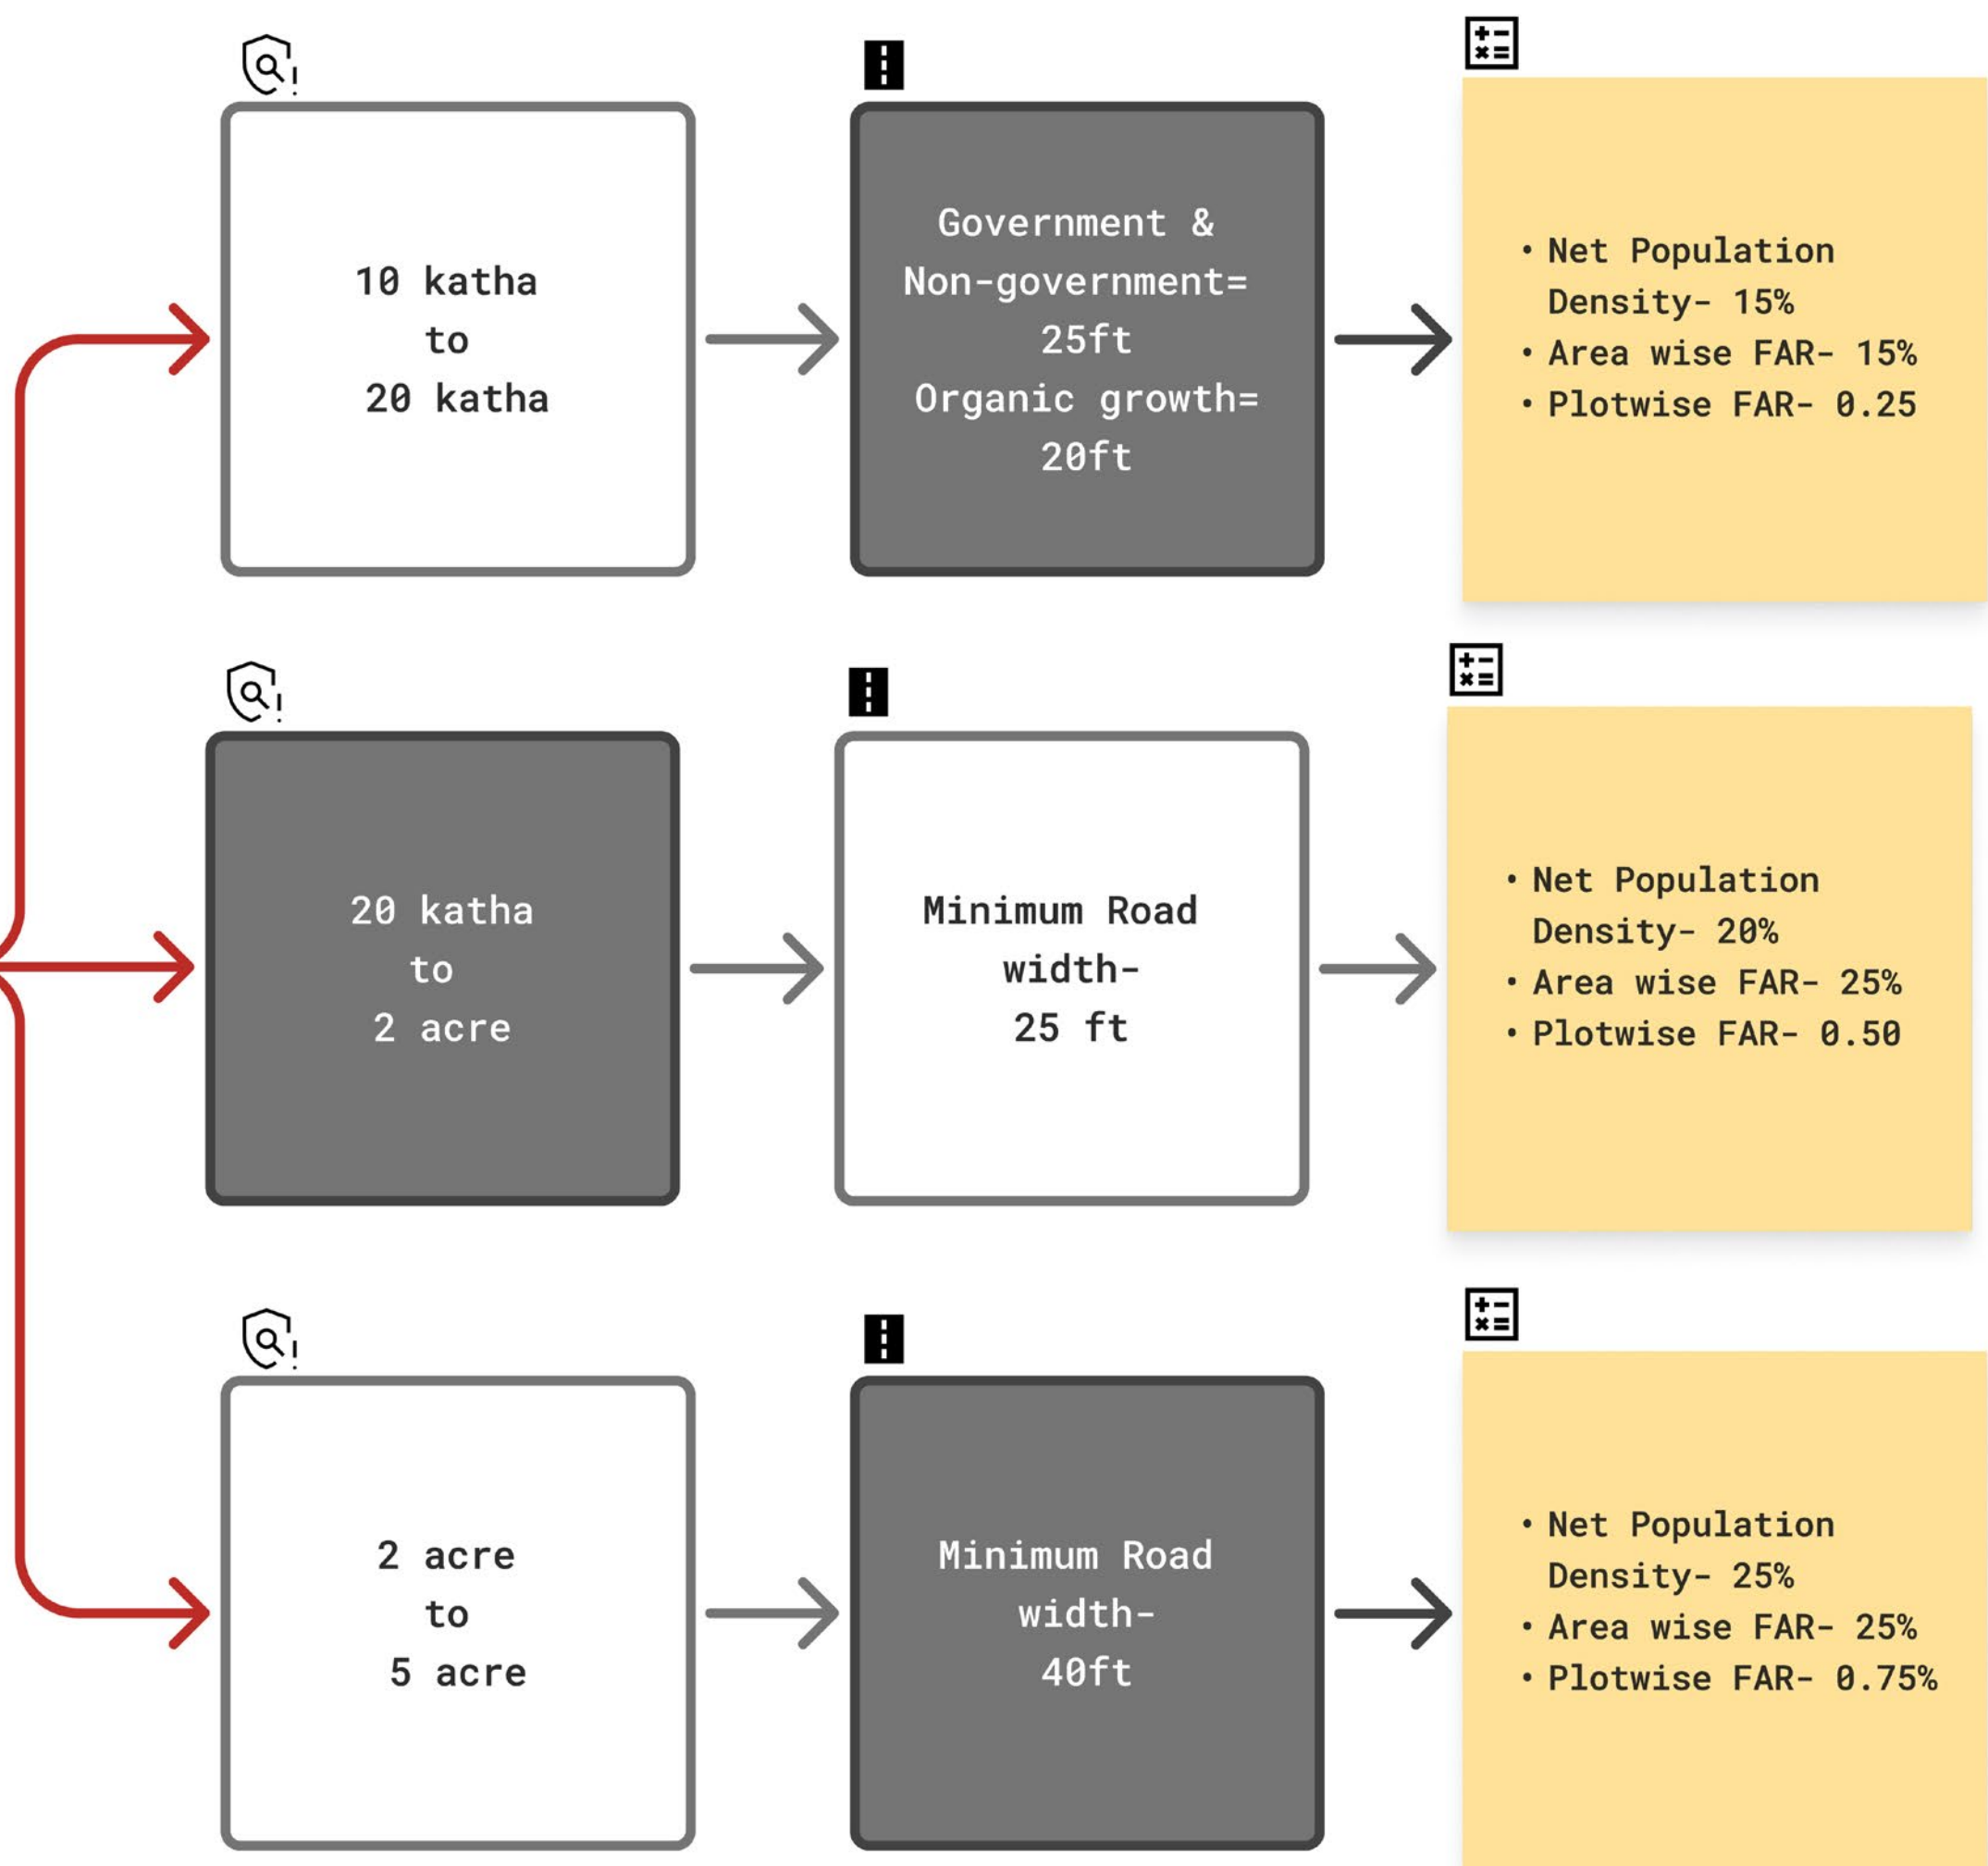 10 katha
to
20 katha
Government &
Non-government=
25ft
Organic growth=
20ft
• Net Population
Density- 15%
• Area wise FAR- 15%
• Plotwise FAR- 0.25
20 katha
to
2 acre
Minimum Road
width-
25 ft
• Net Population
Density- 20%
• Area wise FAR- 25%
• Plotwise FAR- 0.50
2 acre
to
5 acre
Minimum Road
width-
40ft
• Net Population
Density- 25%
• Area wise FAR- 25%
• Plotwise FAR- 0.75%